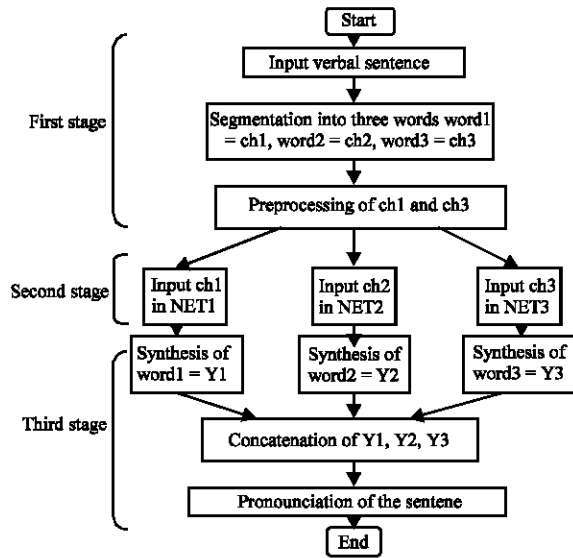 Start
Input verbal sentence
First stage
Segmentation into three words word1
= ch1, word2 = ch2, word3 = ch3
Preprocessing of ch1 and ch3
Second stage
Input ch1
in NET1
Input ch2
in NET2
Input ch3
in NET3
Synthesis of
word1 = Y1
Synthesis of
word2 = Y2
Synthesis of
word3 = Y3
Third stage
Concatenation of Y1, Y2, Y3
Pronounciation of the sentene
End